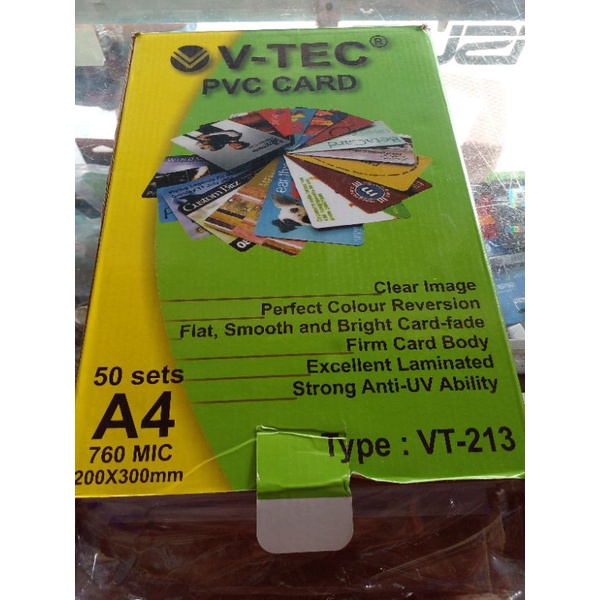 V-TEC®
PVC CARD
Clear Image
Perfect Colour Reversion
Flat, Smooth and Bright Card-fade
Firm Card Body
Excellent Laminated
Strong Anti-UV Ability
50 sets
A4
760 MIC
200X300mm
Type : VT-213